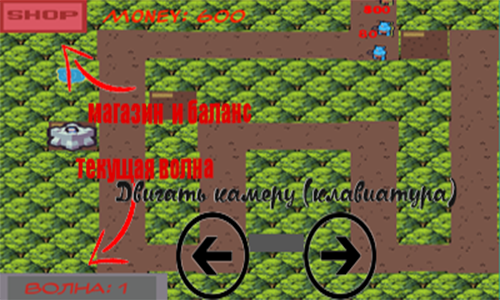 SHOP
MONEY: 600
магазин и баланс
текущая волна
Двигать камеру (клавиатура)
ВОЛНА: 1